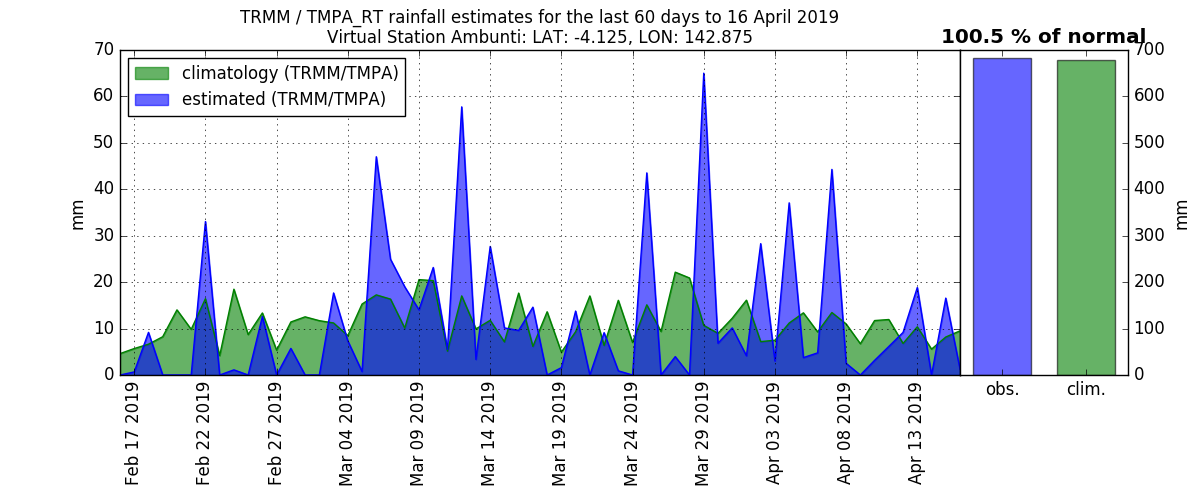 TRMM / TMPA_RT rainfall estimates for the last 60 days to 16 April 2019
Virtual Station Ambunti: LAT: -4.125, LON: 142.875
100.5 % of normal
climatology (TRMM/TMPA)
estimated (TRMM/TMPA)
70
60
50
40
30
20
10
0
mm
700
600
500
400
300
200
100
0
mm
Feb 17 2019
Feb 22 2019
Feb 27 2019
Mar 04 2019
Mar 09 2019
Mar 14 2019
Mar 19 2019
Mar 24 2019
Mar 29 2019
Apr 03 2019
Apr 08 2019
Apr 13 2019
obs.
clim.